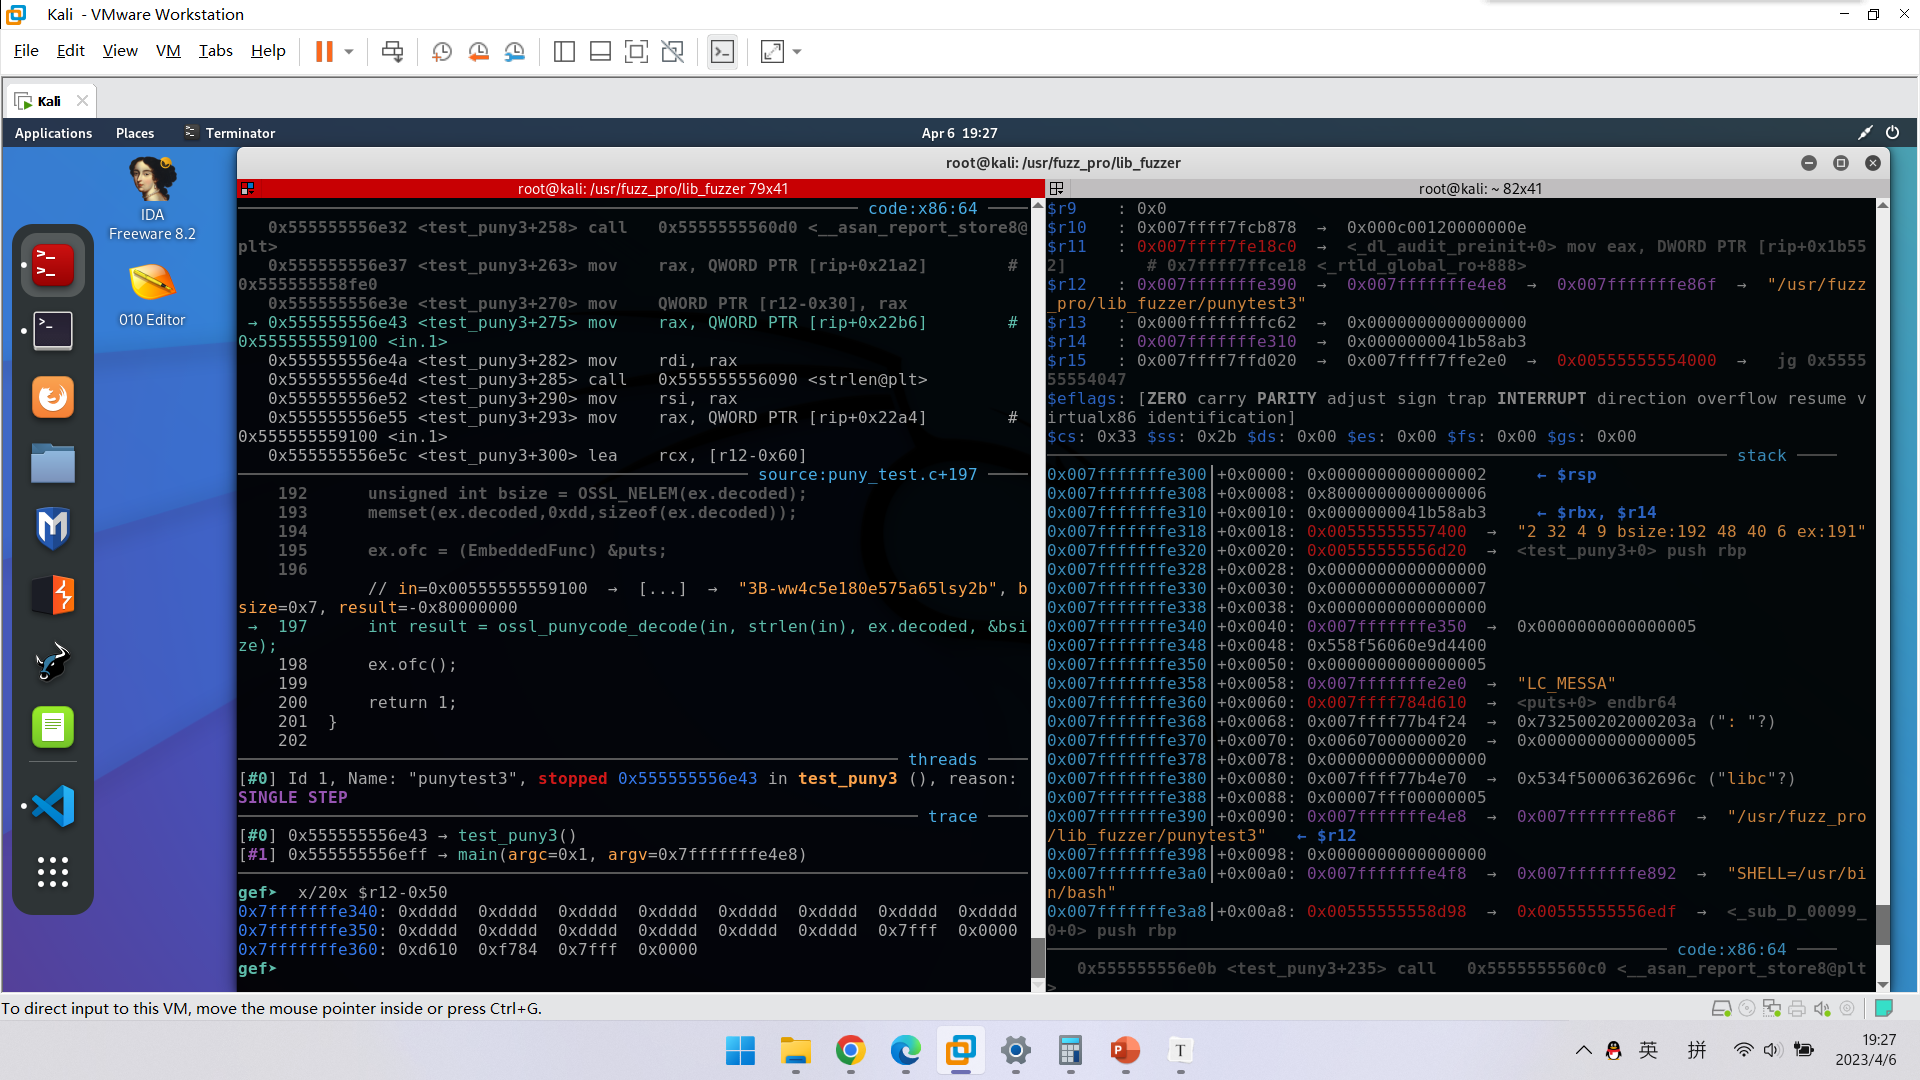 Kali - VMware Workstation
File Edit View VM Tabs Help
Kali
Applications Places Terminator Apr 6 19:27
IDA
Freeware 8.2
010 Editor
root@kali: /usr/fuzz_pro/lib_fuzzer
root@kali: /usr/fuzz_pro/lib_fuzzer 79x41
code:x86:64
0x555555556e32 <test_puny3+258> call 0x5555555560d0 <__asan_report_store8@
plt>
0x555555556e37 <test_puny3+263> mov rax, QWORD PTR [rip+0x21a2] #
0x555555558fe0
0x555555556e3e <test_puny3+270> mov QWORD PTR [r12-0x30], rax
→ 0x555555556e43 <test_puny3+275> mov rax, QWORD PTR [rip+0x22b6] #
0x555555559100 <in.1>
0x555555556e4a <test_puny3+282> mov rdi, rax
0x555555556e4d <test_puny3+285> call 0x555555556090 <strlen@plt>
0x555555556e52 <test_puny3+290> mov rsi, rax
0x555555556e55 <test_puny3+293> mov rax, QWORD PTR [rip+0x22a4] #
0x555555559100 <in.1>
0x555555556e5c <test_puny3+300> lea rcx, [r12-0x60]
source:puny_test.c+197
192 unsigned int bsize = OSSL_NELEM(ex.decoded);
193 memset(ex.decoded,0xdd,sizeof(ex.decoded));
194
195 ex.ofc = (EmbeddedFunc) &puts;
196
// in=0x00555555559100 → [...] → "3B-ww4c5e180e575a65lsy2b", b
size=0x7, result=-0x80000000
→ 197 int result = ossl_punycode_decode(in, strlen(in), ex.decoded, &bsi
ze);
198 ex.ofc();
199
200 return 1;
201 }
202
threads
[#0] Id 1, Name: "punytest3", stopped 0x555555556e43 in test_puny3 (), reason:
SINGLE STEP
trace
[#0] 0x555555556e43 → test_puny3()
[#1] 0x555555556eff → main(argc=0x1, argv=0x7fffffffe4e8)
gef➤ x/20x $r12-0x50
0x7fffffffe340: 0xdddd 0xdddd 0xdddd 0xdddd 0xdddd 0xdddd 0xdddd 0xdddd
0x7fffffffe350: 0xdddd 0xdddd 0xdddd 0xdddd 0xdddd 0xdddd 0x7fff 0x0000
0x7fffffffe360: 0xd610 0xf784 0x7fff 0x0000
gef➤
root@kali: ~ 82x41
$r9 : 0x0
$r10 : 0x007ffff7fcb878 → 0x000c00120000000e
$r11 : 0x007ffff7fe18c0 → <_dl_audit_preinit+0> mov eax, DWORD PTR [rip+0x1b55
2] # 0x7ffff7ffce18 <_rtld_global_ro+888>
$r12 : 0x007fffffffe390 → 0x007fffffffe4e8 → 0x007fffffffe86f → "/usr/fuzz
_pro/lib_fuzzer/punytest3"
$r13 : 0x000ffffffffc62 → 0x0000000000000000
$r14 : 0x007fffffffe310 → 0x0000000041b58ab3
$r15 : 0x007ffff7ffd020 → 0x007ffff7ffe2e0 → 0x00555555554000 → jg 0x5555
55554047
$eflags: [ZERO carry PARITY adjust sign trap INTERRUPT direction overflow resume v
irtualx86 identification]
$cs: 0x33 $ss: 0x2b $ds: 0x00 $es: 0x00 $fs: 0x00 $gs: 0x00
stack
0x007fffffffe300│+0x0000: 0x0000000000000002 ← $rsp
0x007fffffffe308│+0x0008: 0x8000000000000006
0x007fffffffe310│+0x0010: 0x0000000041b58ab3 ← $rbx, $r14
0x007fffffffe318│+0x0018: 0x00555555557400 → "2 32 4 9 bsize:192 48 40 6 ex:191"
0x007fffffffe320│+0x0020: 0x00555555556d20 → <test_puny3+0> push rbp
0x007fffffffe328│+0x0028: 0x0000000000000000
0x007fffffffe330│+0x0030: 0x0000000000000007
0x007fffffffe338│+0x0038: 0x0000000000000000
0x007fffffffe340│+0x0040: 0x007fffffffe350 → 0x0000000000000005
0x007fffffffe348│+0x0048: 0x558f56060e9d4400
0x007fffffffe350│+0x0050: 0x0000000000000005
0x007fffffffe358│+0x0058: 0x007fffffffe2e0 → "LC_MESSA"
0x007fffffffe360│+0x0060: 0x007ffff784d610 → <puts+0> endbr64
0x007fffffffe368│+0x0068: 0x007ffff77b4f24 → 0x732500202000203a (": "?)
0x007fffffffe370│+0x0070: 0x00607000000020 → 0x0000000000000005
0x007fffffffe378│+0x0078: 0x0000000000000000
0x007fffffffe380│+0x0080: 0x007ffff77b4e70 → 0x534f50006362696c ("libc"?)
0x007fffffffe388│+0x0088: 0x00007fff00000005
0x007fffffffe390│+0x0090: 0x007fffffffe4e8 → 0x007fffffffe86f → "/usr/fuzz_pro
/lib_fuzzer/punytest3" ← $r12
0x007fffffffe398│+0x0098: 0x0000000000000000
0x007fffffffe3a0│+0x00a0: 0x007fffffffe4f8 → 0x007fffffffe892 → "SHELL=/usr/bi
n/bash"
0x007fffffffe3a8│+0x00a8: 0x00555555558d98 → 0x00555555556edf → <_sub_D_00099_
0+0> push rbp
code:x86:64
0x555555556e0b <test_puny3+235> call 0x5555555560c0 <__asan_report_store8@plt
>
To direct input to this VM, move the mouse pointer inside or press Ctrl+G.
英 拼 19:27
2023/4/6